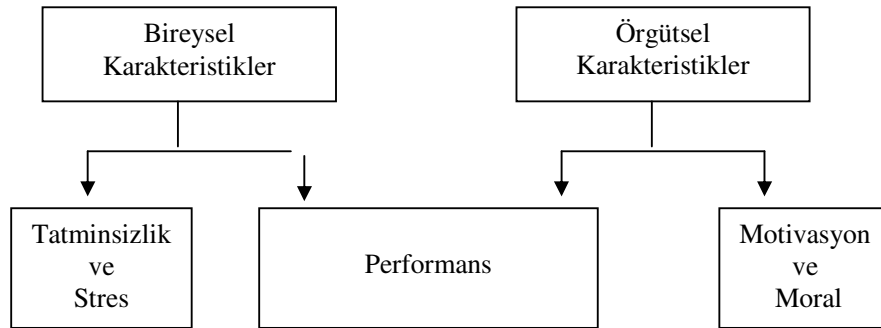 Bireysel
Karakteristikler
Örgütsel
Karakteristikler
Tatminsizlik
ve
Stres
Performans
Motivasyon
ve
Moral